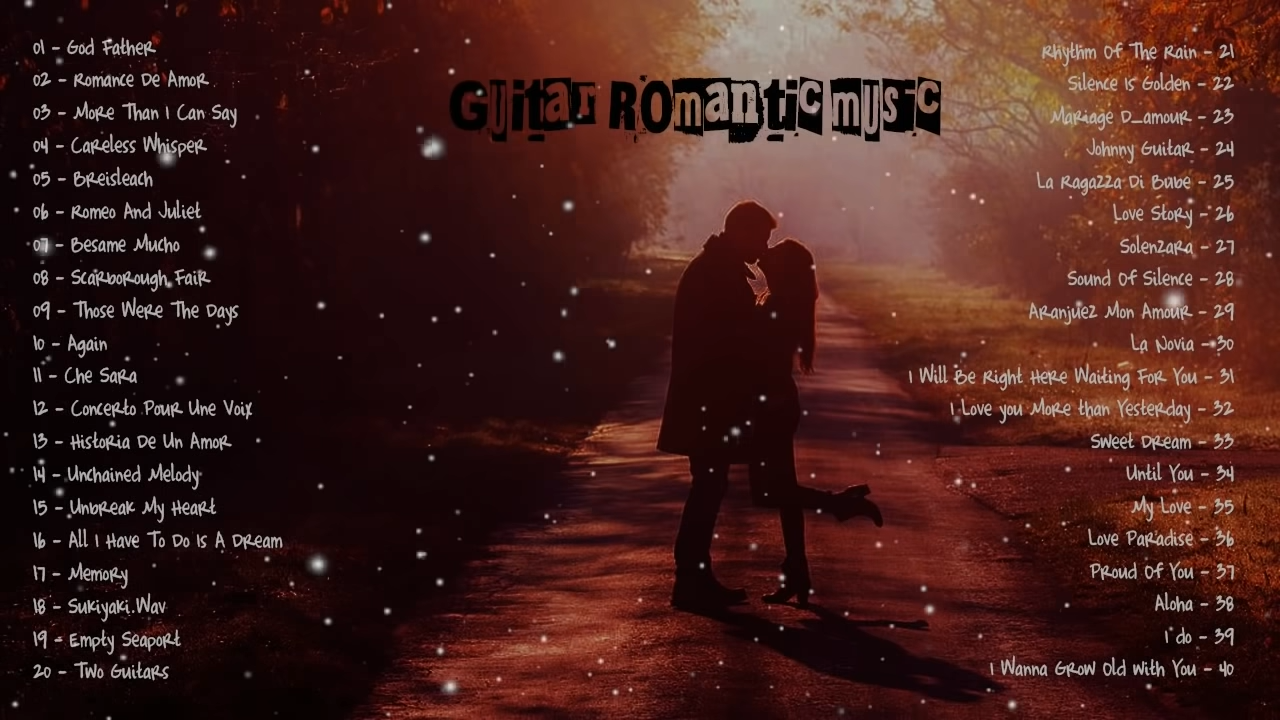 Guitar Romantic music
01 - God Father
02 - Romance De Amor
03 - More Than I Can Say
04 - Careless Whisper
05 - Breisleach
06 - Romeo And Juliet
07 - Besame Mucho
08 - Scarborough Fair
09 - Those Were The Days
10 - Again
11 - Che Sara
12 - Concerto Pour Une Voix
13 - Historia De Un Amor
14 - Unchained Melody
15 - Unbreak My Heart
16 - All I Have To Do Is A Dream
17 - Memory
18 - Sukiyaki.Wav
19 - Empty Seaport
20 - Two Guitars
Rhythm Of The Rain - 21
Silence Is Golden - 22
Mariage D_amour - 23
Johnny Guitar - 24
La Ragazza Di Bube - 25
Love Story - 26
Solenzara - 27
Sound Of Silence - 28
Aranjuez Mon Amour - 29
La Novia - 30
I Will Be Right Here Waiting For You - 31
I Love you More than Yesterday - 32
Sweet Dream - 33
Until You - 34
My Love - 35
Love Paradise - 36
Proud Of You - 37
Aloha - 38
I do - 39
I Wanna Grow Old With You - 40